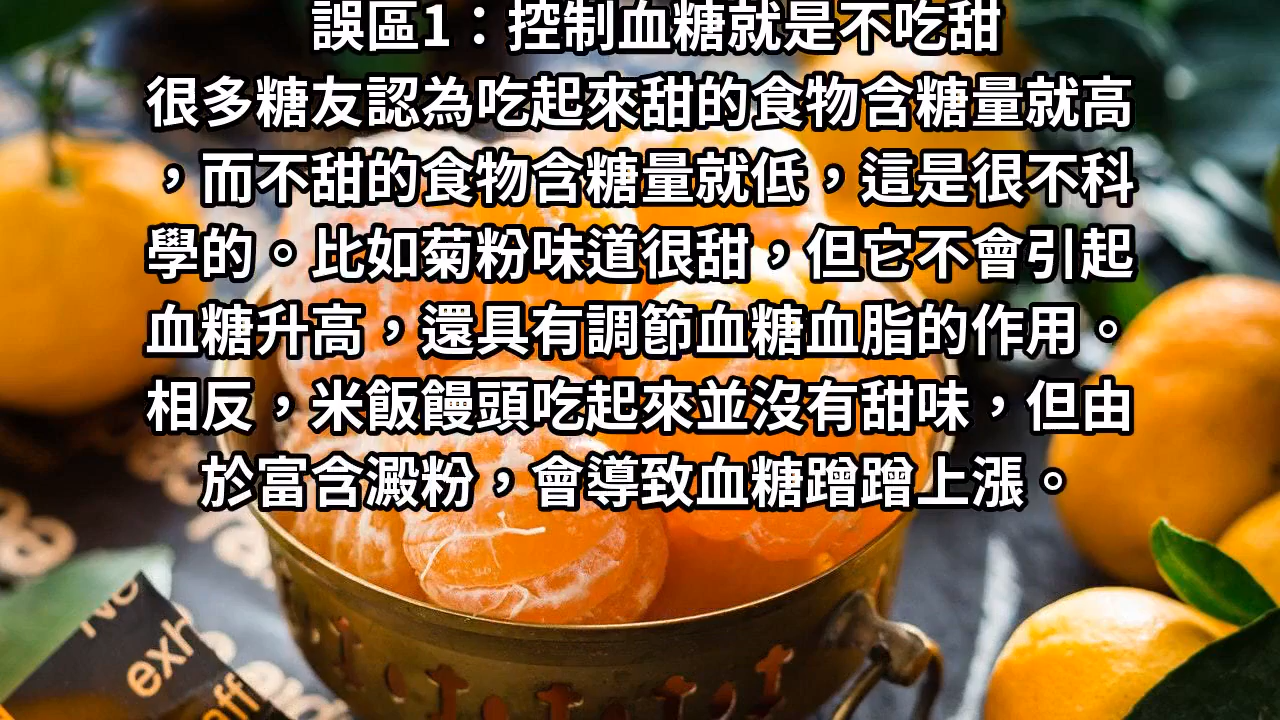 誤區1：控制血糖就是不吃甜
很多糖友認為吃起來甜的食物含糖量就高
，而不甜的食物含糖量就低，這是很不科
學的。比如菊粉味道很甜，但它不會引起
血糖升高，還具有調節血糖血脂的作用。
相反，米飯饅頭吃起來並沒有甜味，但由
於富含澱粉，會導致血糖蹭蹭上漲。
exh